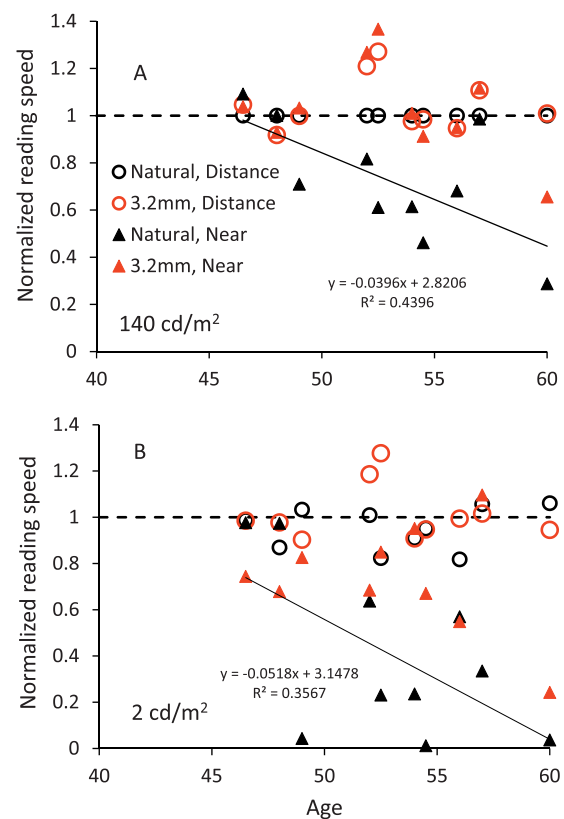 1.4
1.2
1
0.8
0.6
0.4
0.2
0
Normalized reading speed
A
Natural, Distance
3.2mm, Distance
Natural, Near
3.2mm, Near
y = -0.0396x + 2.8206
R² = 0.4396
140 cd/m²
40 45 50 55 60
1.4
1.2
1
0.8
0.6
0.4
0.2
0
Normalized reading speed
B
y = -0.0518x + 3.1478
R² = 0.3567
2 cd/m²
40 45 50 55 60
Age